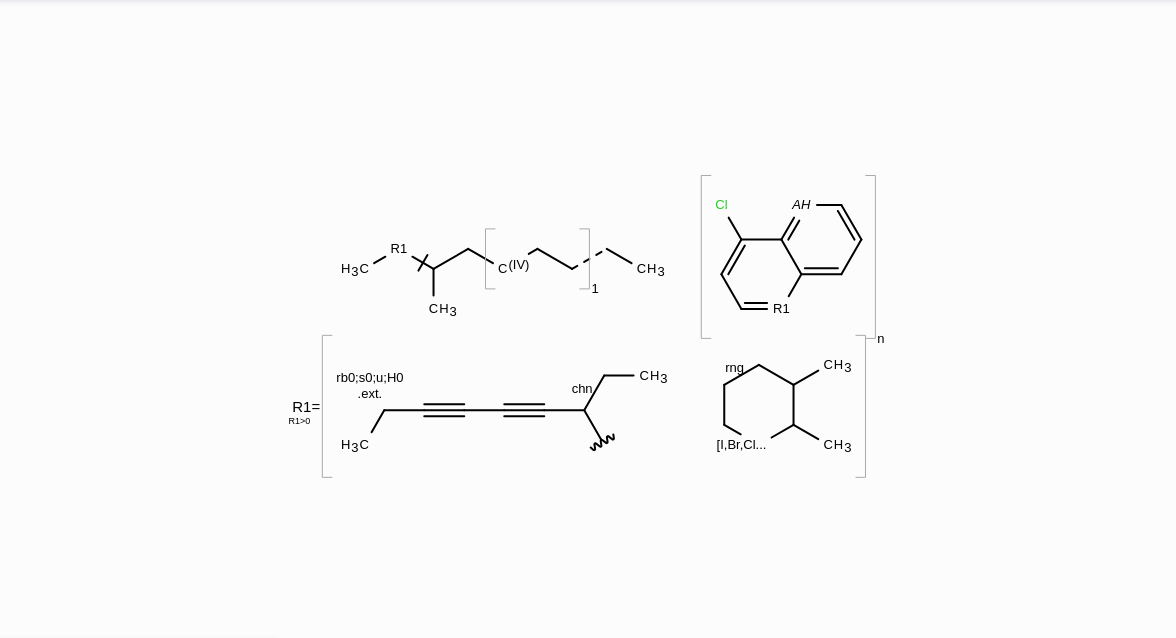 Cl
AH
R1
H3C
C(IV)
CH3
1
CH3
R1
n
rb0;s0;u;H0
.ext.
chn
CH3
rng
CH3
R1=
R1>0
H3C
[I,Br,Cl...
CH3